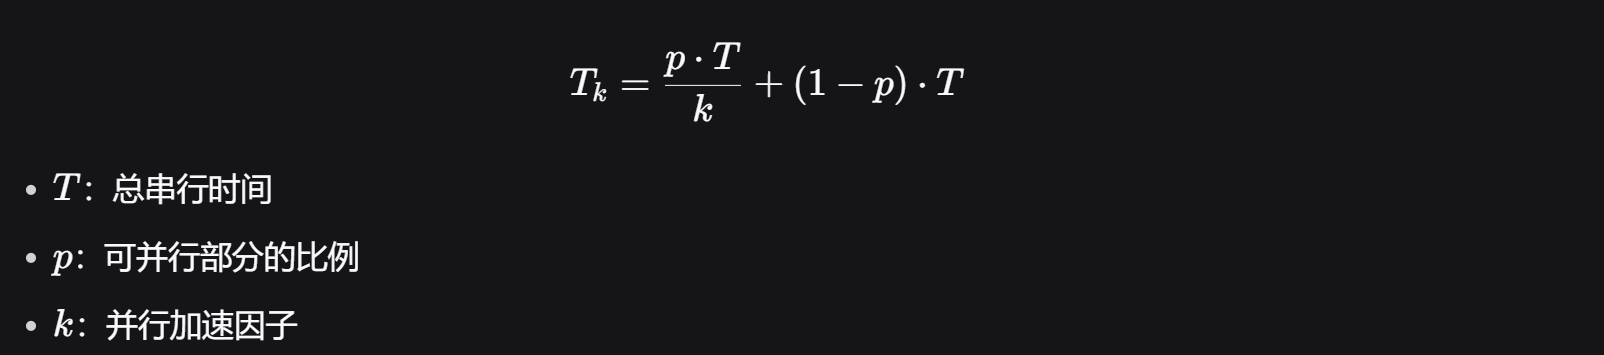 T_k = \frac{p \cdot T}{k} + (1 - p) \cdot T
• T：总串行时间
• p：可并行部分的比例
• k：并行加速因子